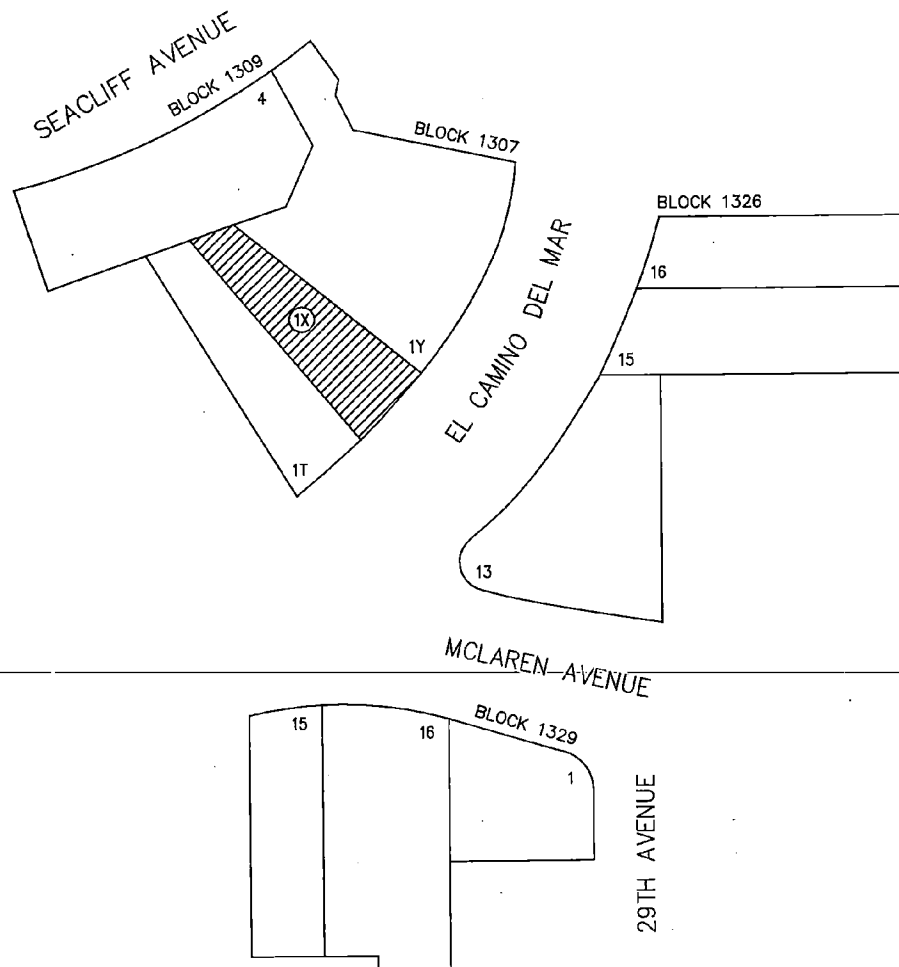 SEACLIFF AVENUE
BLOCK 1309
4
BLOCK 1307
BLOCK 1326
16
1X
1Y
EL CAMINO DEL MAR
15
1T
13
MCLAREN AVENUE
15
16
BLOCK 1329
1
29TH AVENUE